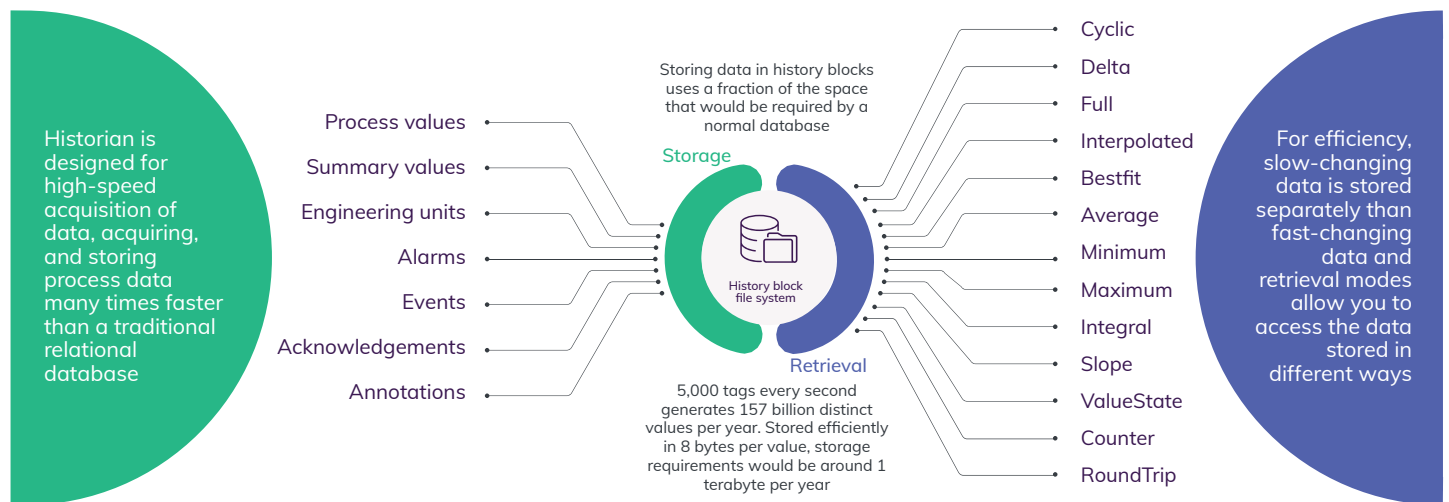 Historian is
designed for
high-speed
acquisition of
data, acquiring,
and storing
process data
many times faster
than a traditional
relational
database
Process values
Summary values
Engineering units
Alarms
Events
Acknowledgements
Annotations
Storing data in history blocks
uses a fraction of the space
that would be required by a
normal database
Storage
History block
file system
Retrieval
5,000 tags every second
generates 157 billion distinct
values per year. Stored efficiently
in 8 bytes per value, storage
requirements would be around 1
terabyte per year
Cyclic
Delta
Full
Interpolated
Bestfit
Average
Minimum
Maximum
Integral
Slope
ValueState
Counter
RoundTrip
For efficiency,
slow-changing
data is stored
separately than
fast-changing
data and
retrieval modes
allow you to
access the data
stored in
different ways